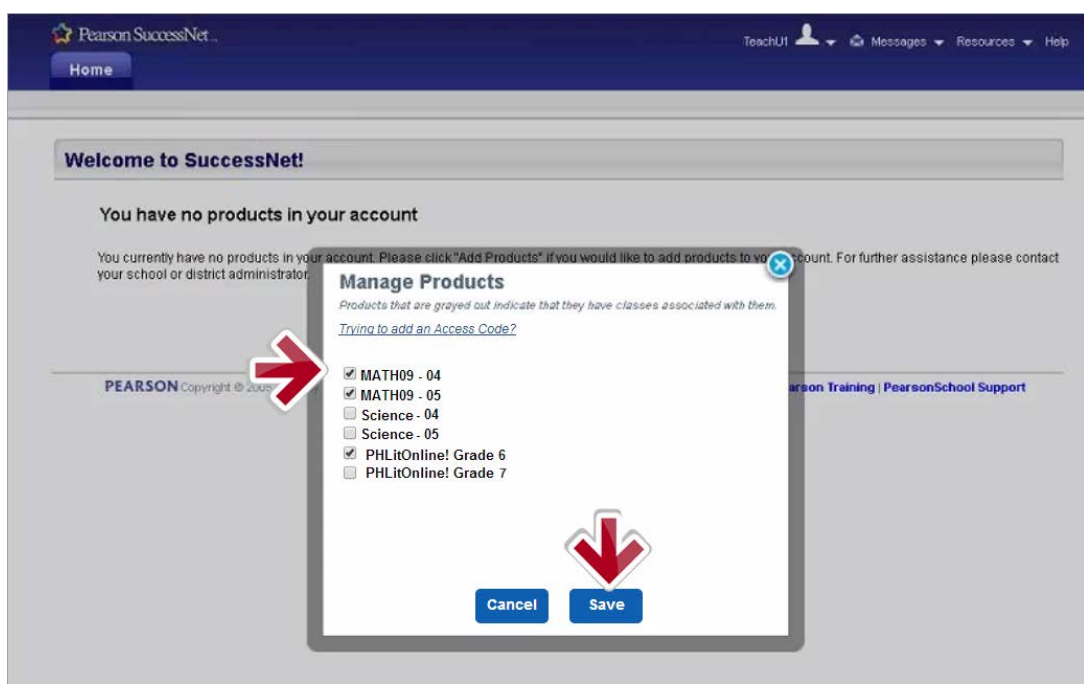 Pearson SuccessNet
TeachU1 Messages Resources Help
Home
Welcome to SuccessNet!
You have no products in your account
You currently have no products in your account. Please click "Add Products" if you would like to add products to your account. For further assistance please contact
your school or district administrator.
Manage Products
Products that are grayed out indicate that they have classes associated with them.
Trying to add an Access Code?
MATH09 - 04
MATH09 - 05
Science - 04
Science - 05
PHLitOnline! Grade 6
PHLitOnline! Grade 7
Cancel Save
PEARSON Copyright © Training | PearsonSchool Support